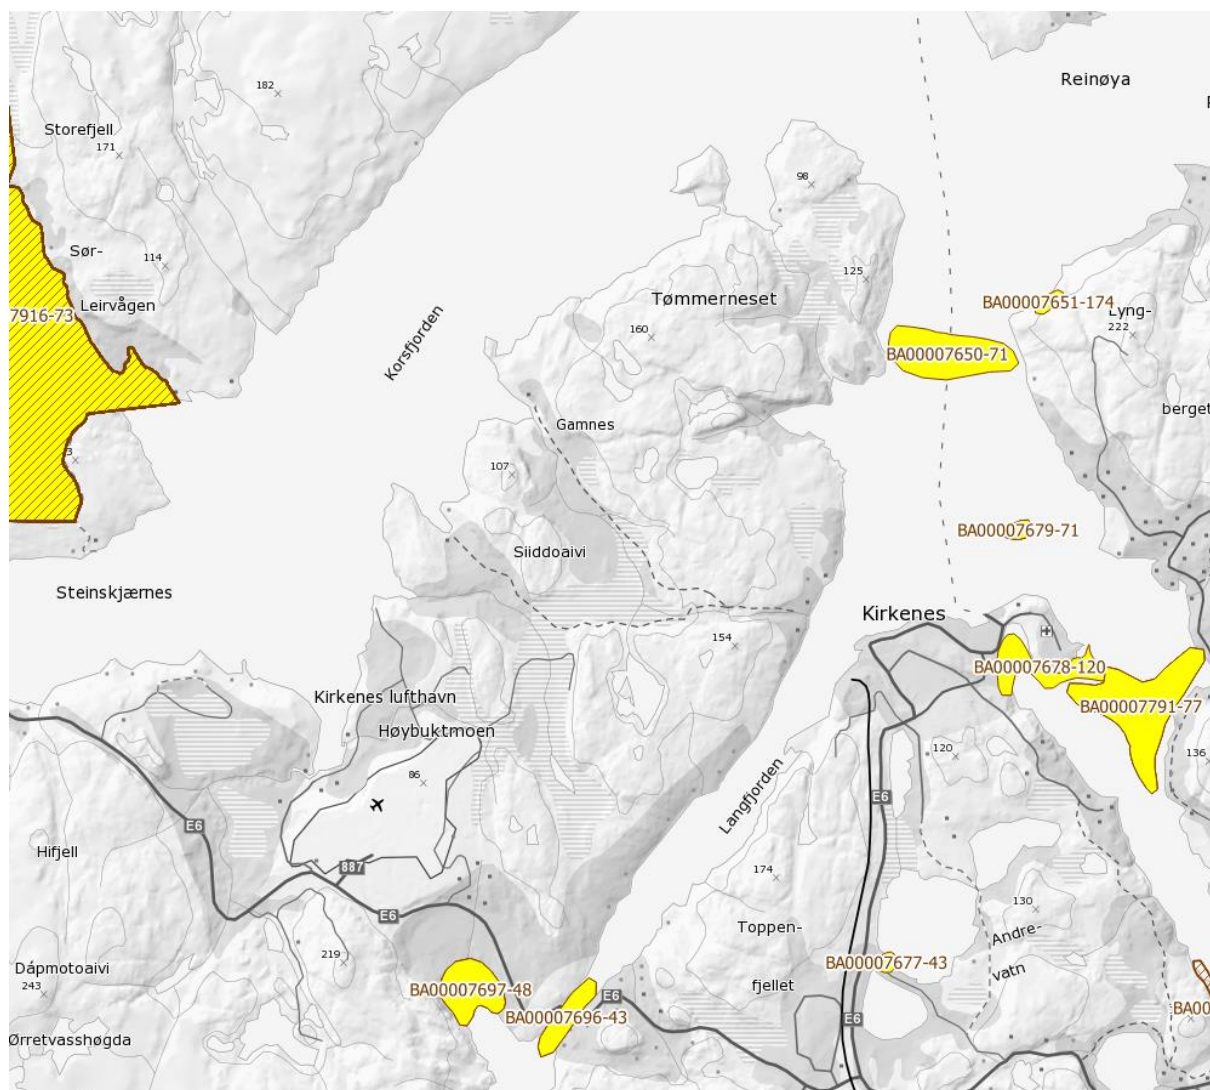 Reinøya
182
Storefjell
171
98
Sør-
114
125
Leirvågen
Tømmerneset
BA00007651-174
Lyng-
222
7916-73
160
Korsfjorden
BA00007650-71
berget
Gamnes
3
107
BA00007679-71
Siiddoaivi
Steinskjærnes
Kirkenes
154
BA00007678-120
Kirkenes lufthavn
BA00007791-77
Høybuktmoen
120
136
86
E6
Langfjorden
E6
Hifjell
887
174
E6
130
Toppen-
Andre-
219
BA00007677-43
vatn
Dápmotoaivi
243
fjellet
BA00007697-48
E6
BA000
BA00007696-43
E6
Ørretvasshøgda